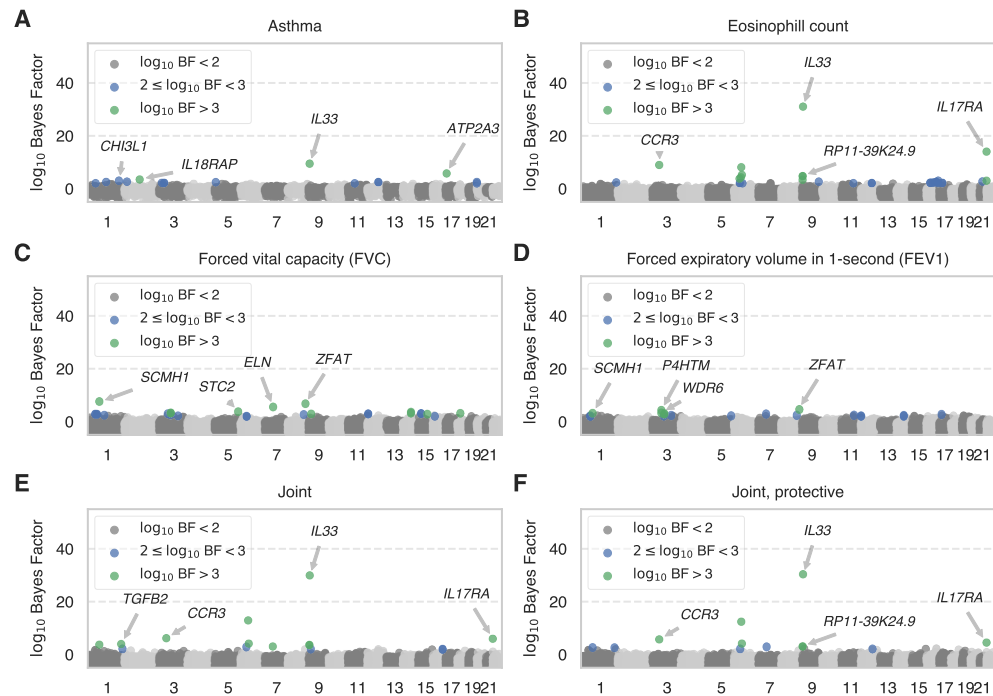 A
Asthma
log10 Bayes Factor
40
20
0
log10 BF < 2
2 ≤ log10 BF < 3
log10 BF > 3
CHI3L1
IL18RAP
IL33
ATP2A3
1 3 5 7 9 11 13 15 17 19 21
B
Eosinophill count
log10 Bayes Factor
40
20
0
log10 BF < 2
2 ≤ log10 BF < 3
log10 BF > 3
IL33
IL17RA
CCR3
RP11-39K24.9
1 3 5 7 9 11 13 15 17 19 21
C
Forced vital capacity (FVC)
log10 Bayes Factor
40
20
0
log10 BF < 2
2 ≤ log10 BF < 3
log10 BF > 3
SCMH1
STC2
ELN
ZFAT
1 3 5 7 9 11 13 15 17 19 21
D
Forced expiratory volume in 1-second (FEV1)
log10 Bayes Factor
40
20
0
log10 BF < 2
2 ≤ log10 BF < 3
log10 BF > 3
SCMH1
P4HTM
WDR6
ZFAT
1 3 5 7 9 11 13 15 17 19 21
E
Joint
log10 Bayes Factor
40
20
0
log10 BF < 2
2 ≤ log10 BF < 3
log10 BF > 3
TGFB2
CCR3
IL33
IL17RA
1 3 5 7 9 11 13 15 17 19 21
F
Joint, protective
log10 Bayes Factor
40
20
0
log10 BF < 2
2 ≤ log10 BF < 3
log10 BF > 3
IL33
IL17RA
CCR3
RP11-39K24.9
1 3 5 7 9 11 13 15 17 19 21